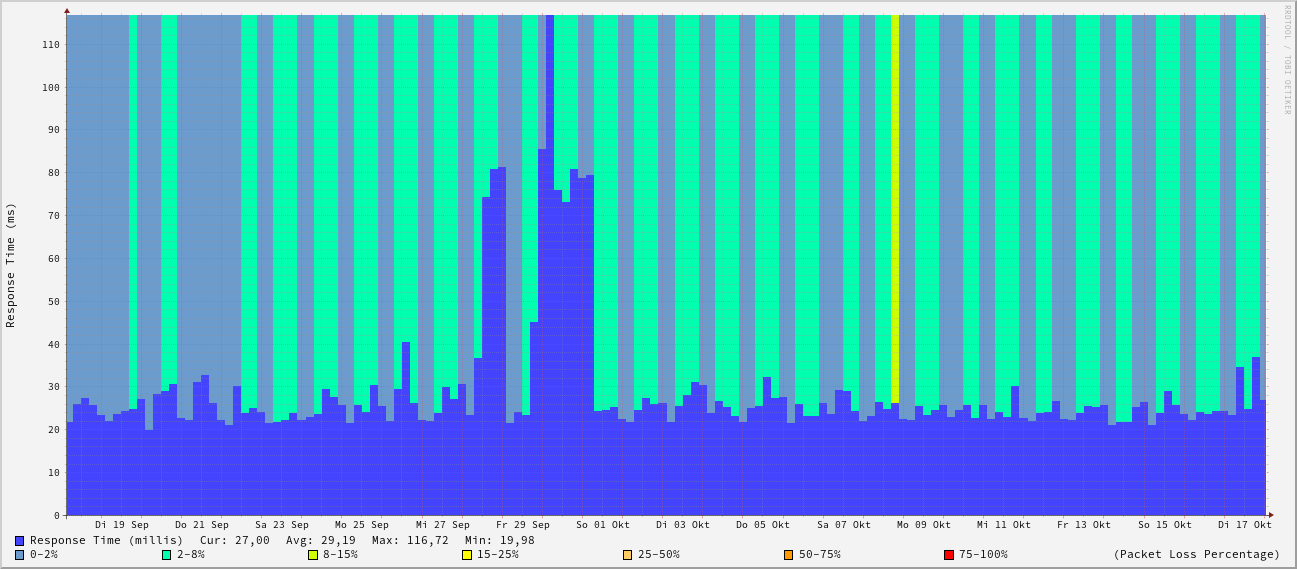 RRDTOOL / TOBI OETIKER
Response Time (ms)
110
100
90
80
70
60
50
40
30
20
10
0
Di 19 Sep Do 21 Sep Sa 23 Sep Mo 25 Sep Mi 27 Sep Fr 29 Sep So 01 Okt Di 03 Okt Do 05 Okt Sa 07 Okt Mo 09 Okt Mi 11 Okt Fr 13 Okt So 15 Okt Di 17 Okt
Response Time (millis) Cur: 27,00 Avg: 29,19 Max: 116,72 Min: 19,98
0-2% 2-8% 8-15% 15-25% 25-50% 50-75% 75-100% (Packet Loss Percentage)